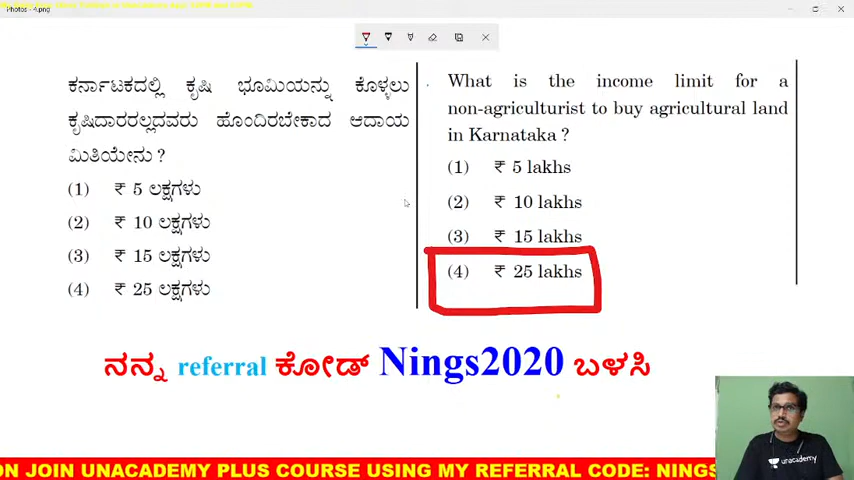 Photos - 4.png
ಕರ್ನಾಟಕದಲ್ಲಿ ಕೃಷಿ ಭೂಮಿಯನ್ನು ಕೊಳ್ಳಲು
ಕೃಷಿದಾರರಲ್ಲದವರು ಹೊಂದಿರಬೇಕಾದ ಆದಾಯ
ಮಿತಿಯೇನು ?
(1) ₹ 5 ಲಕ್ಷಗಳು
(2) ₹ 10 ಲಕ್ಷಗಳು
(3) ₹ 15 ಲಕ್ಷಗಳು
(4) ₹ 25 ಲಕ್ಷಗಳು
What is the income limit for a
non-agriculturist to buy agricultural land
in Karnataka ?
(1) ₹ 5 lakhs
(2) ₹ 10 lakhs
(3) ₹ 15 lakhs
(4) ₹ 25 lakhs
ನನ್ನ referral ಕೋಡ್ Nings2020 ಬಳಸಿ
unacademy
ON JOIN UNACADEMY PLUS COURSE USING MY REFERRAL CODE: NINGS